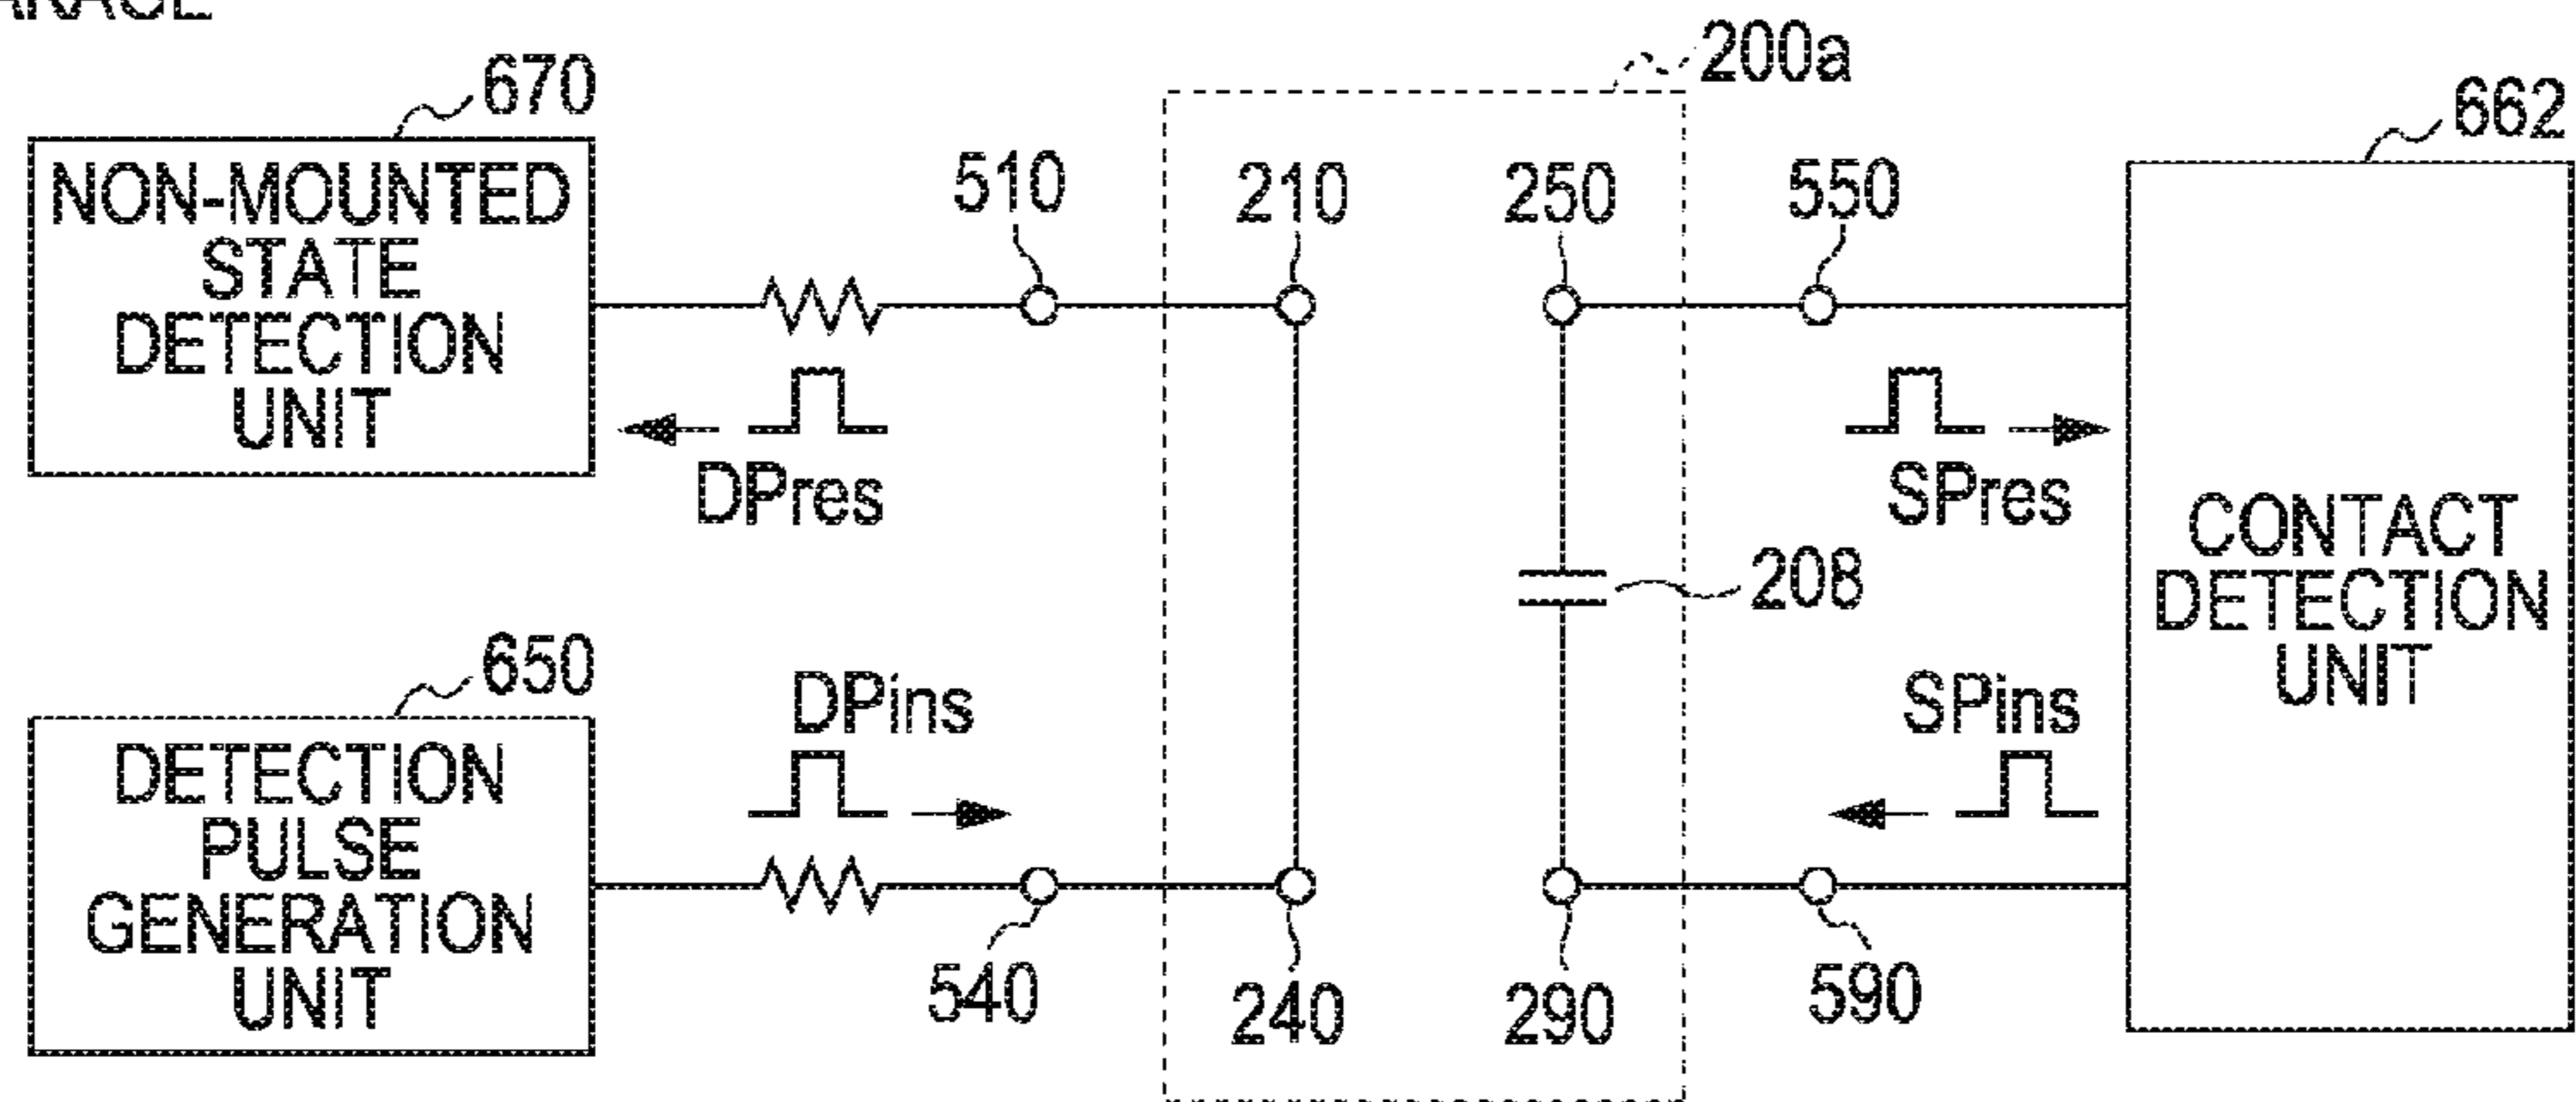 200a
670
662
NON-MOUNTED
STATE
DETECTION
UNIT
510
210
250
550
DPres
SPres
208
CONTACT
DETECTION
UNIT
650
DPins
SPins
DETECTION
PULSE
GENERATION
UNIT
540
240
290
590